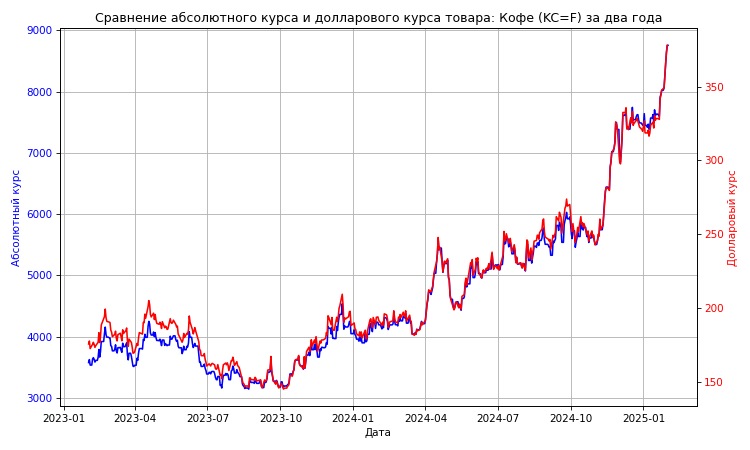 Сравнение абсолютного курса и долларового курса товара: Кофе (KC=F) за два года
9000
8000
7000
6000
5000
4000
3000
Абсолютный курс
350
300
250
200
150
Долларовый курс
2023-01 2023-04 2023-07 2023-10 2024-01 2024-04 2024-07 2024-10 2025-01
Дата